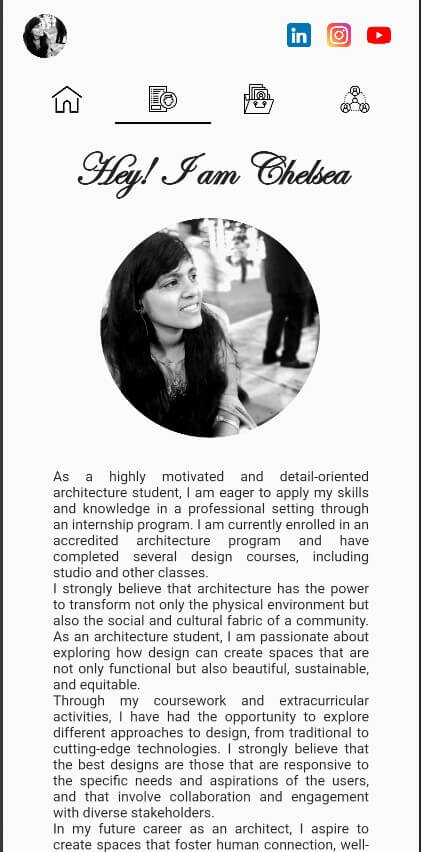 in
Hey! I am Chelsea
As a highly motivated and detail-oriented
architecture student, I am eager to apply my skills
and knowledge in a professional setting through
an internship program. I am currently enrolled in an
accredited architecture program and have
completed several design courses, including
studio and other classes.
I strongly believe that architecture has the power
to transform not only the physical environment but
also the social and cultural fabric of a community.
As an architecture student, I am passionate about
exploring how design can create spaces that are
not only functional but also beautiful, sustainable,
and equitable.
Through my coursework and extracurricular
activities, I have had the opportunity to explore
different approaches to design, from traditional to
cutting-edge technologies. I strongly believe that
the best designs are those that are responsive to
the specific needs and aspirations of the users,
and that involve collaboration and engagement
with diverse stakeholders.
In my future career as an architect, I aspire to
create spaces that foster human connection, well-